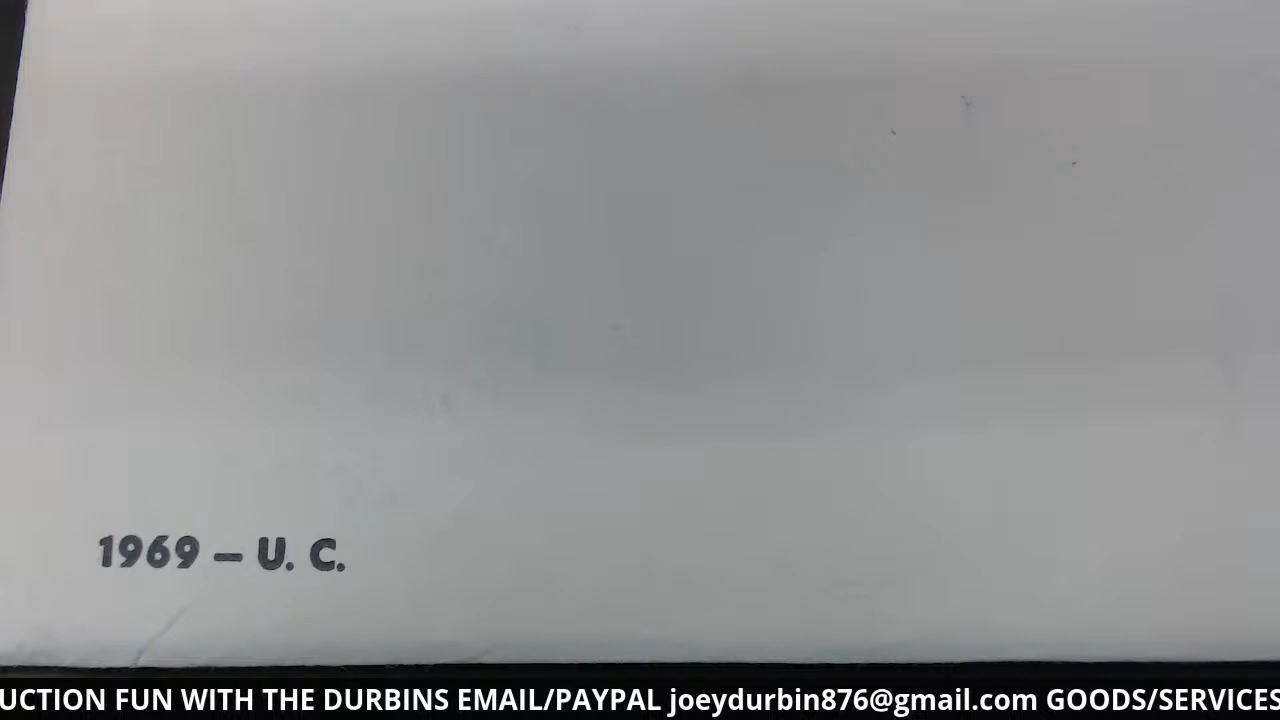 1969 – U. C.
UCTION FUN WITH THE DURBINS EMAIL/PAYPAL joeydurbin876@gmail.com GOODS/SERVICES